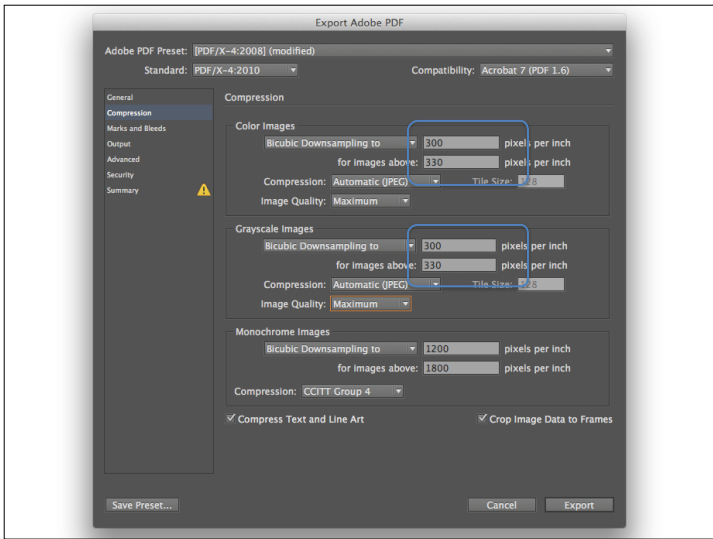 Export Adobe PDF
Adobe PDF Preset: [PDF/X-4:2008] (modified)
Standard: PDF/X-4:2010 Compatibility: Acrobat 7 (PDF 1.6)
General
Compression
Marks and Bleeds
Output
Advanced
Security
Summary
Compression
Color Images
Bicubic Downsampling to 300 pixels per inch
for images above: 330 pixels per inch
Compression: Automatic (JPEG) Tile Size: 128
Image Quality: Maximum
Grayscale Images
Bicubic Downsampling to 300 pixels per inch
for images above: 330 pixels per inch
Compression: Automatic (JPEG) Tile Size: 128
Image Quality: Maximum
Monochrome Images
Bicubic Downsampling to 1200 pixels per inch
for images above: 1800 pixels per inch
Compression: CCITT Group 4
Compress Text and Line Art Crop Image Data to Frames
Save Preset... Cancel Export